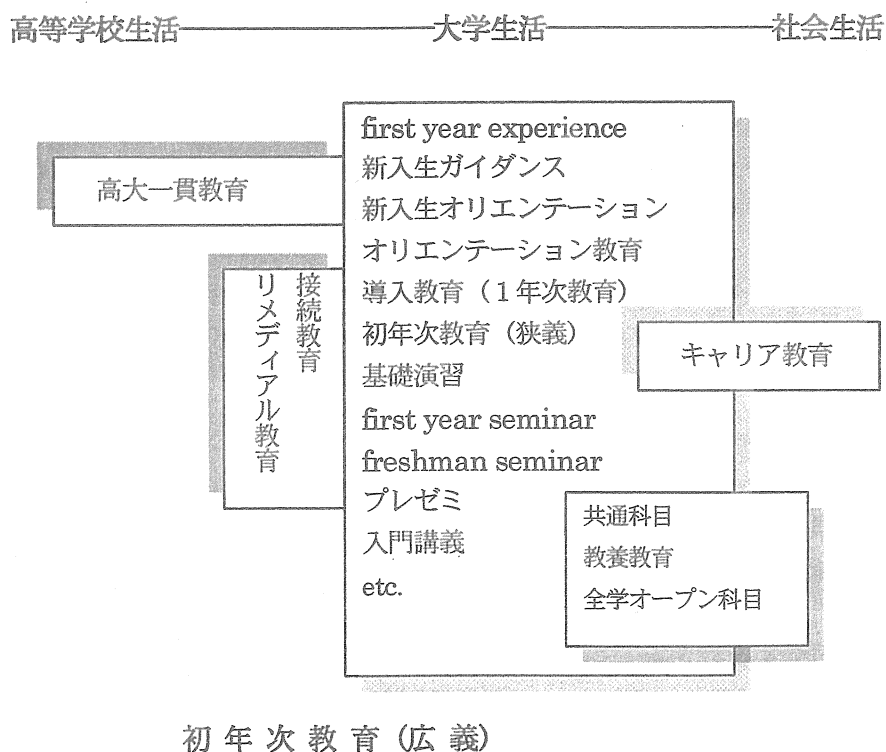 高等学校生活――大学生活――社会生活
first year experience
新入生ガイダンス
新入生オリエンテーション
オリエンテーション教育
導入教育（１年次教育）
初年次教育（狭義）
基礎演習
first year seminar
freshman seminar
プレゼミ
入門講義
etc.
高大一貫教育
接続教育
リメディアル教育
キャリア教育
共通科目
教養教育
全学オープン科目
初年次教育（広義）